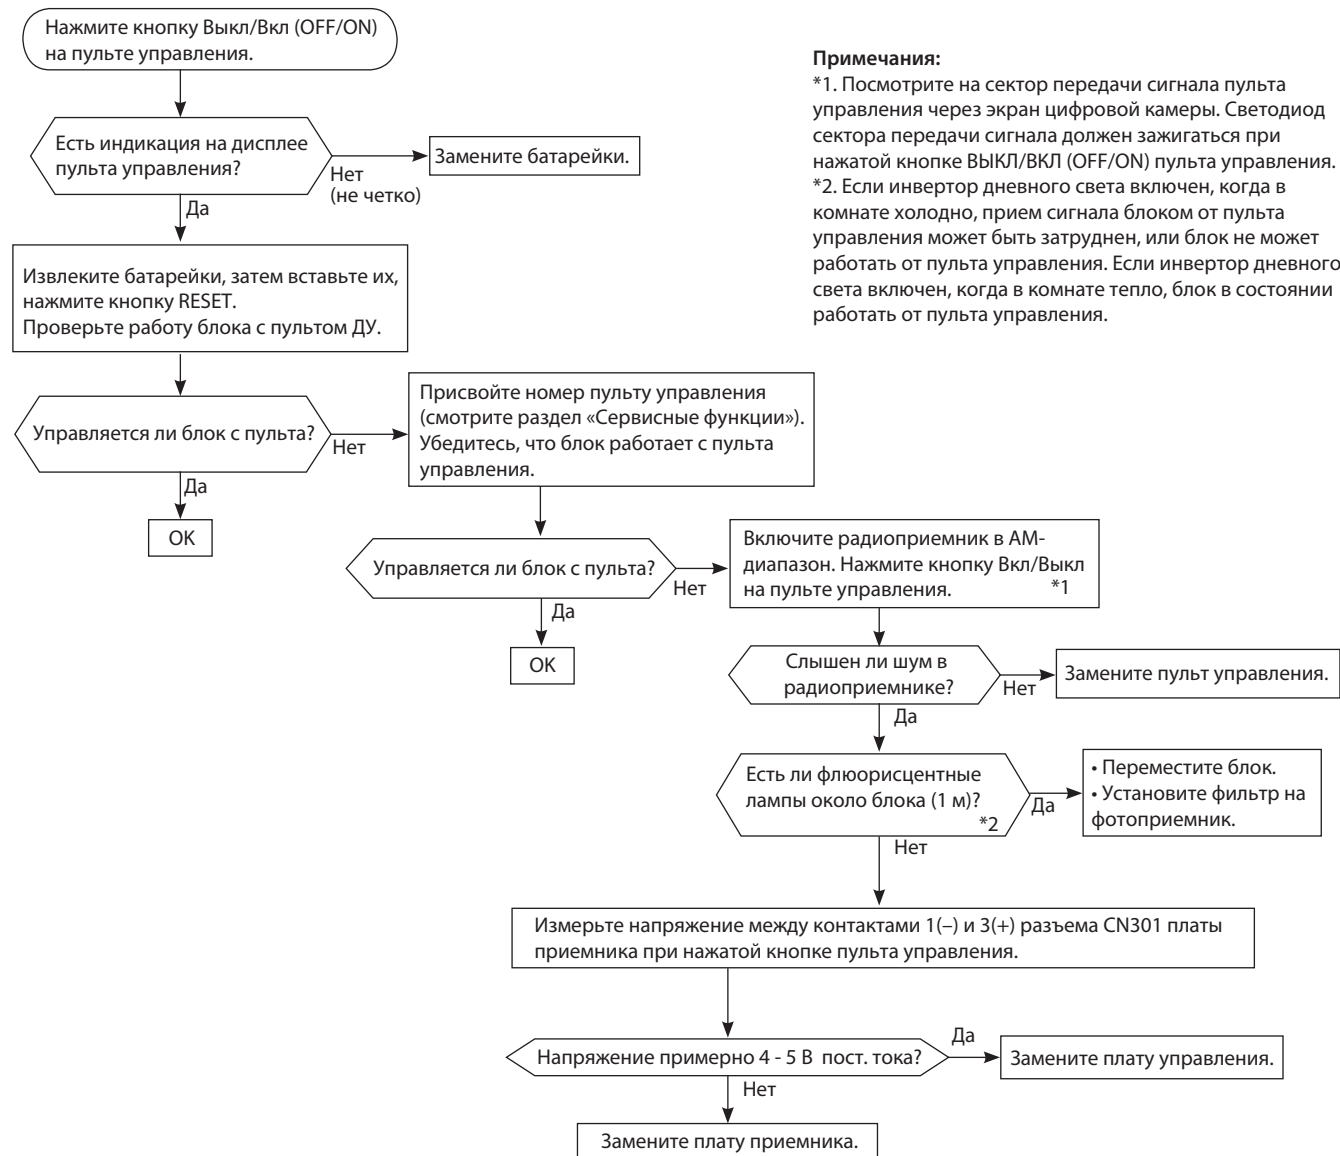 Нажмите кнопку Выкл/Вкл (OFF/ON)
на пульте управления.
Примечания:
*1. Посмотрите на сектор передачи сигнала пульта
управления через экран цифровой камеры. Светодиод
сектора передачи сигнала должен зажигаться при
нажатой кнопке ВЫКЛ/ВКЛ (OFF/ON) пульта управления.
*2. Если инвертор дневного света включен, когда в
комнате холодно, прием сигнала блоком от пульта
управления может быть затруднен, или блок не может
работать от пульта управления. Если инвертор дневного
света включен, когда в комнате тепло, блок в состоянии
работать от пульта управления.
Есть индикация на дисплее
пульта управления?
Нет
(не четко)
Замените батарейки.
Да
Извлеките батарейки, затем вставьте их,
нажмите кнопку RESET.
Проверьте работу блока с пультом ДУ.
Управляется ли блок с пульта?
Нет
Присвойте номер пульту управления
(смотрите раздел «Сервисные функции»).
Убедитесь, что блок работает с пульта
управления.
Да
OK
Управляется ли блок с пульта?
Нет
Включите радиоприемник в АМ-
диапазон. Нажмите кнопку Вкл/Выкл
на пульте управления. *1
Да
OK
Слышен ли шум в
радиоприемнике?
Нет
Замените пульт управления.
Да
Есть ли флюорисцентные
лампы около блока (1 м)?
*2
Да
• Переместите блок.
• Установите фильтр на
фотоприемник.
Нет
Измерьте напряжение между контактами 1(–) и 3(+) разъема CN301 платы
приемника при нажатой кнопке пульта управления.
Напряжение примерно 4 - 5 В пост. тока?
Да
Замените плату управления.
Нет
Замените плату приемника.